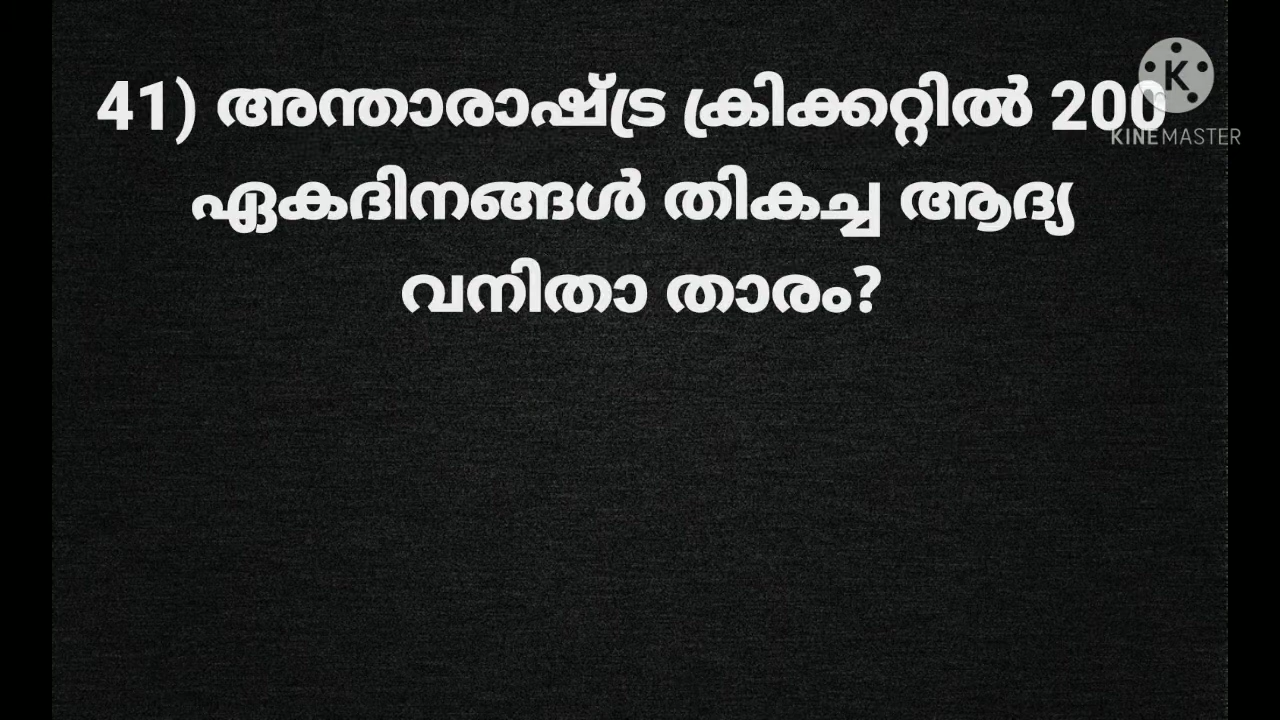 41) അന്താരാഷ്ട്ര ക്രിക്കറ്റിൽ 200
ഏകദിനങ്ങൾ തികച്ച ആദ്യ
വനിതാ താരം?
K
KINEMASTER